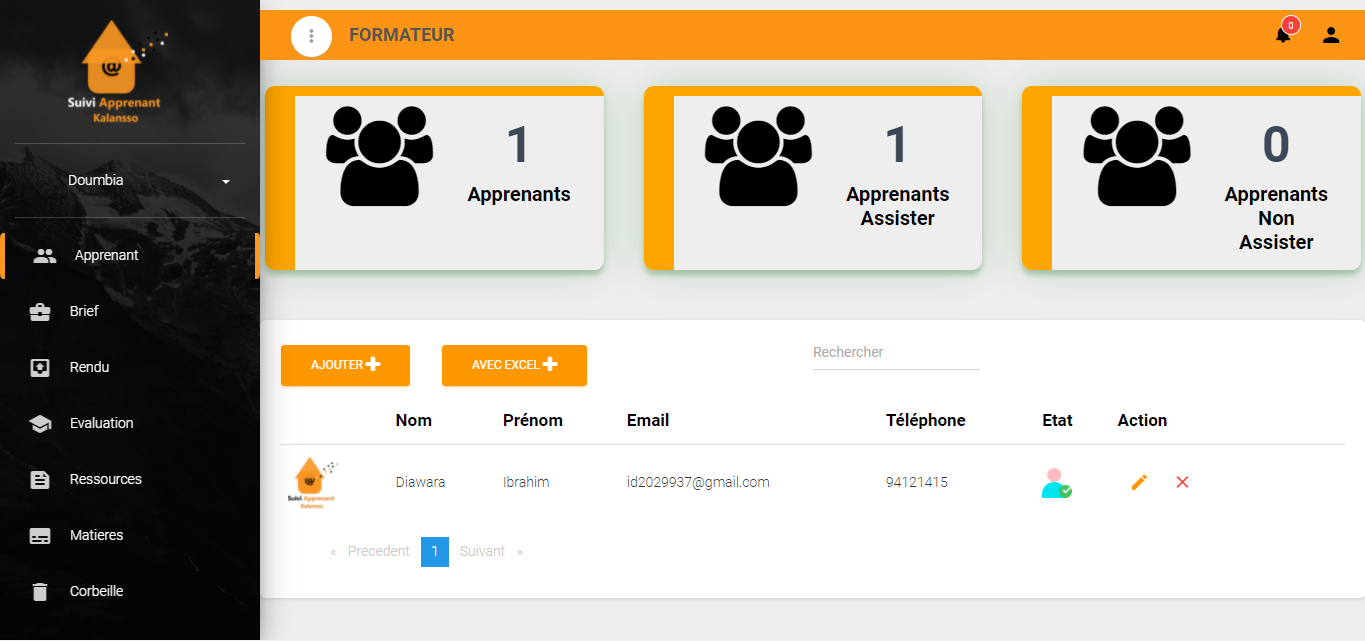 @
Suivi Apprenant
Kalansso
Doumbia
Apprenant
Brief
Rendu
Evaluation
Ressources
Matieres
Corbeille
FORMATEUR
0
1
Apprenants
1
Apprenants
Assister
0
Apprenants
Non
Assister
AJOUTER
AVEC EXCEL
Rechercher
Nom Prénom Email Téléphone Etat Action
@
Suivi Apprenant
Kalansso
Diawara Ibrahim id2029937@gmail.com 94121415
« Precedent 1 Suivant »